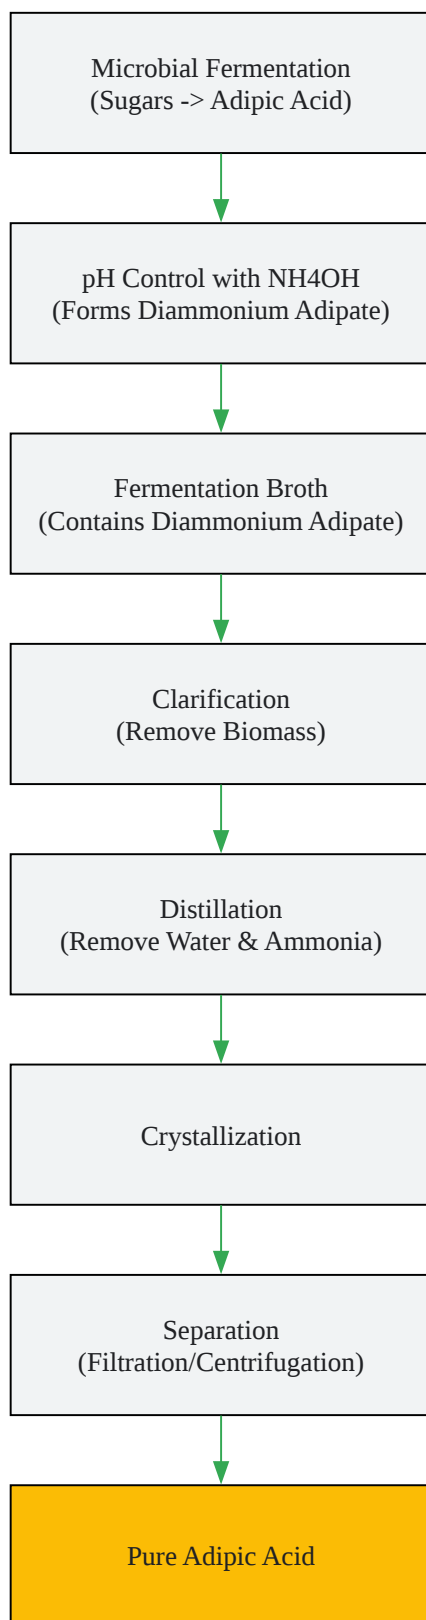 Microbial Fermentation
(Sugars -> Adipic Acid)
pH Control with NH4OH
(Forms Diammonium Adipate)
Fermentation Broth
(Contains Diammonium Adipate)
Clarification
(Remove Biomass)
Distillation
(Remove Water & Ammonia)
Crystallization
Separation
(Filtration/Centrifugation)
Pure Adipic Acid